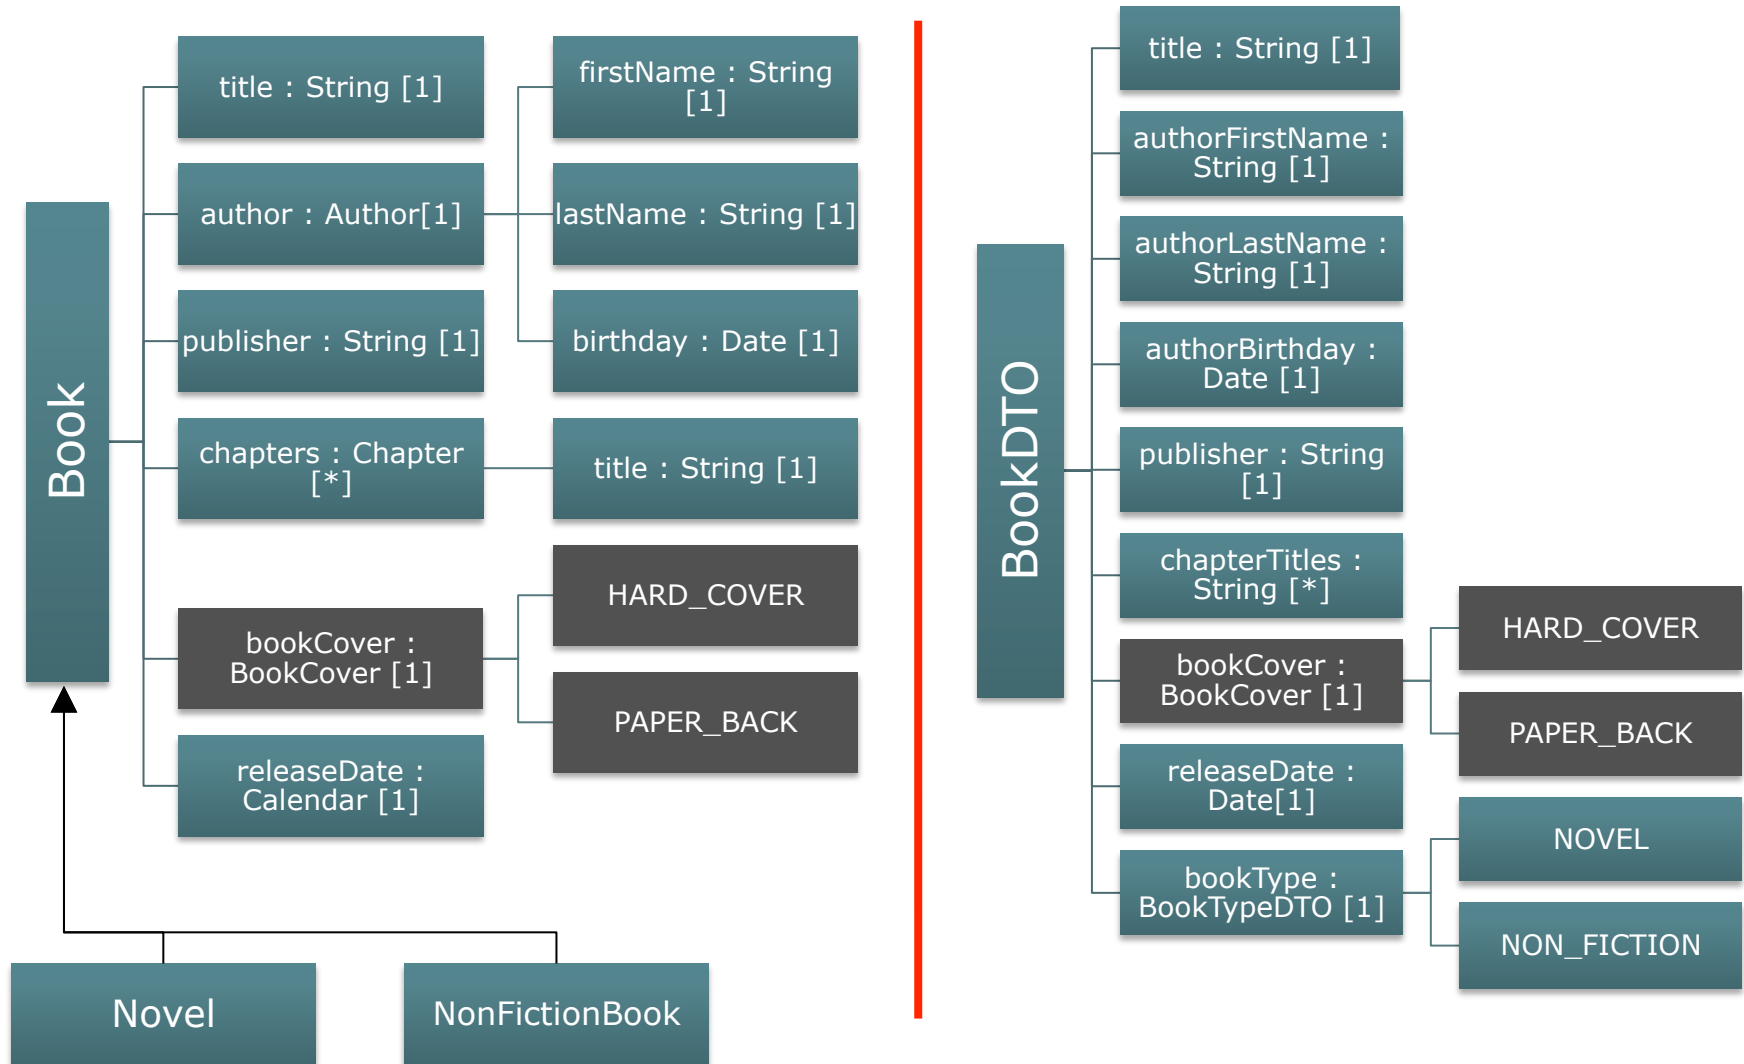 Book
title : String [1]
author : Author[1]
publisher : String [1]
chapters : Chapter
[*]
bookCover :
BookCover [1]
releaseDate :
Calendar [1]
firstName : String
[1]
lastName : String [1]
birthday : Date [1]
title : String [1]
HARD_COVER
PAPER_BACK
Novel
NonFictionBook
BookDTO
title : String [1]
authorFirstName :
String [1]
authorLastName :
String [1]
authorBirthday :
Date [1]
publisher : String
[1]
chapterTitles :
String [*]
bookCover :
BookCover [1]
releaseDate :
Date[1]
bookType :
BookTypeDTO [1]
HARD_COVER
PAPER_BACK
NOVEL
NON_FICTION